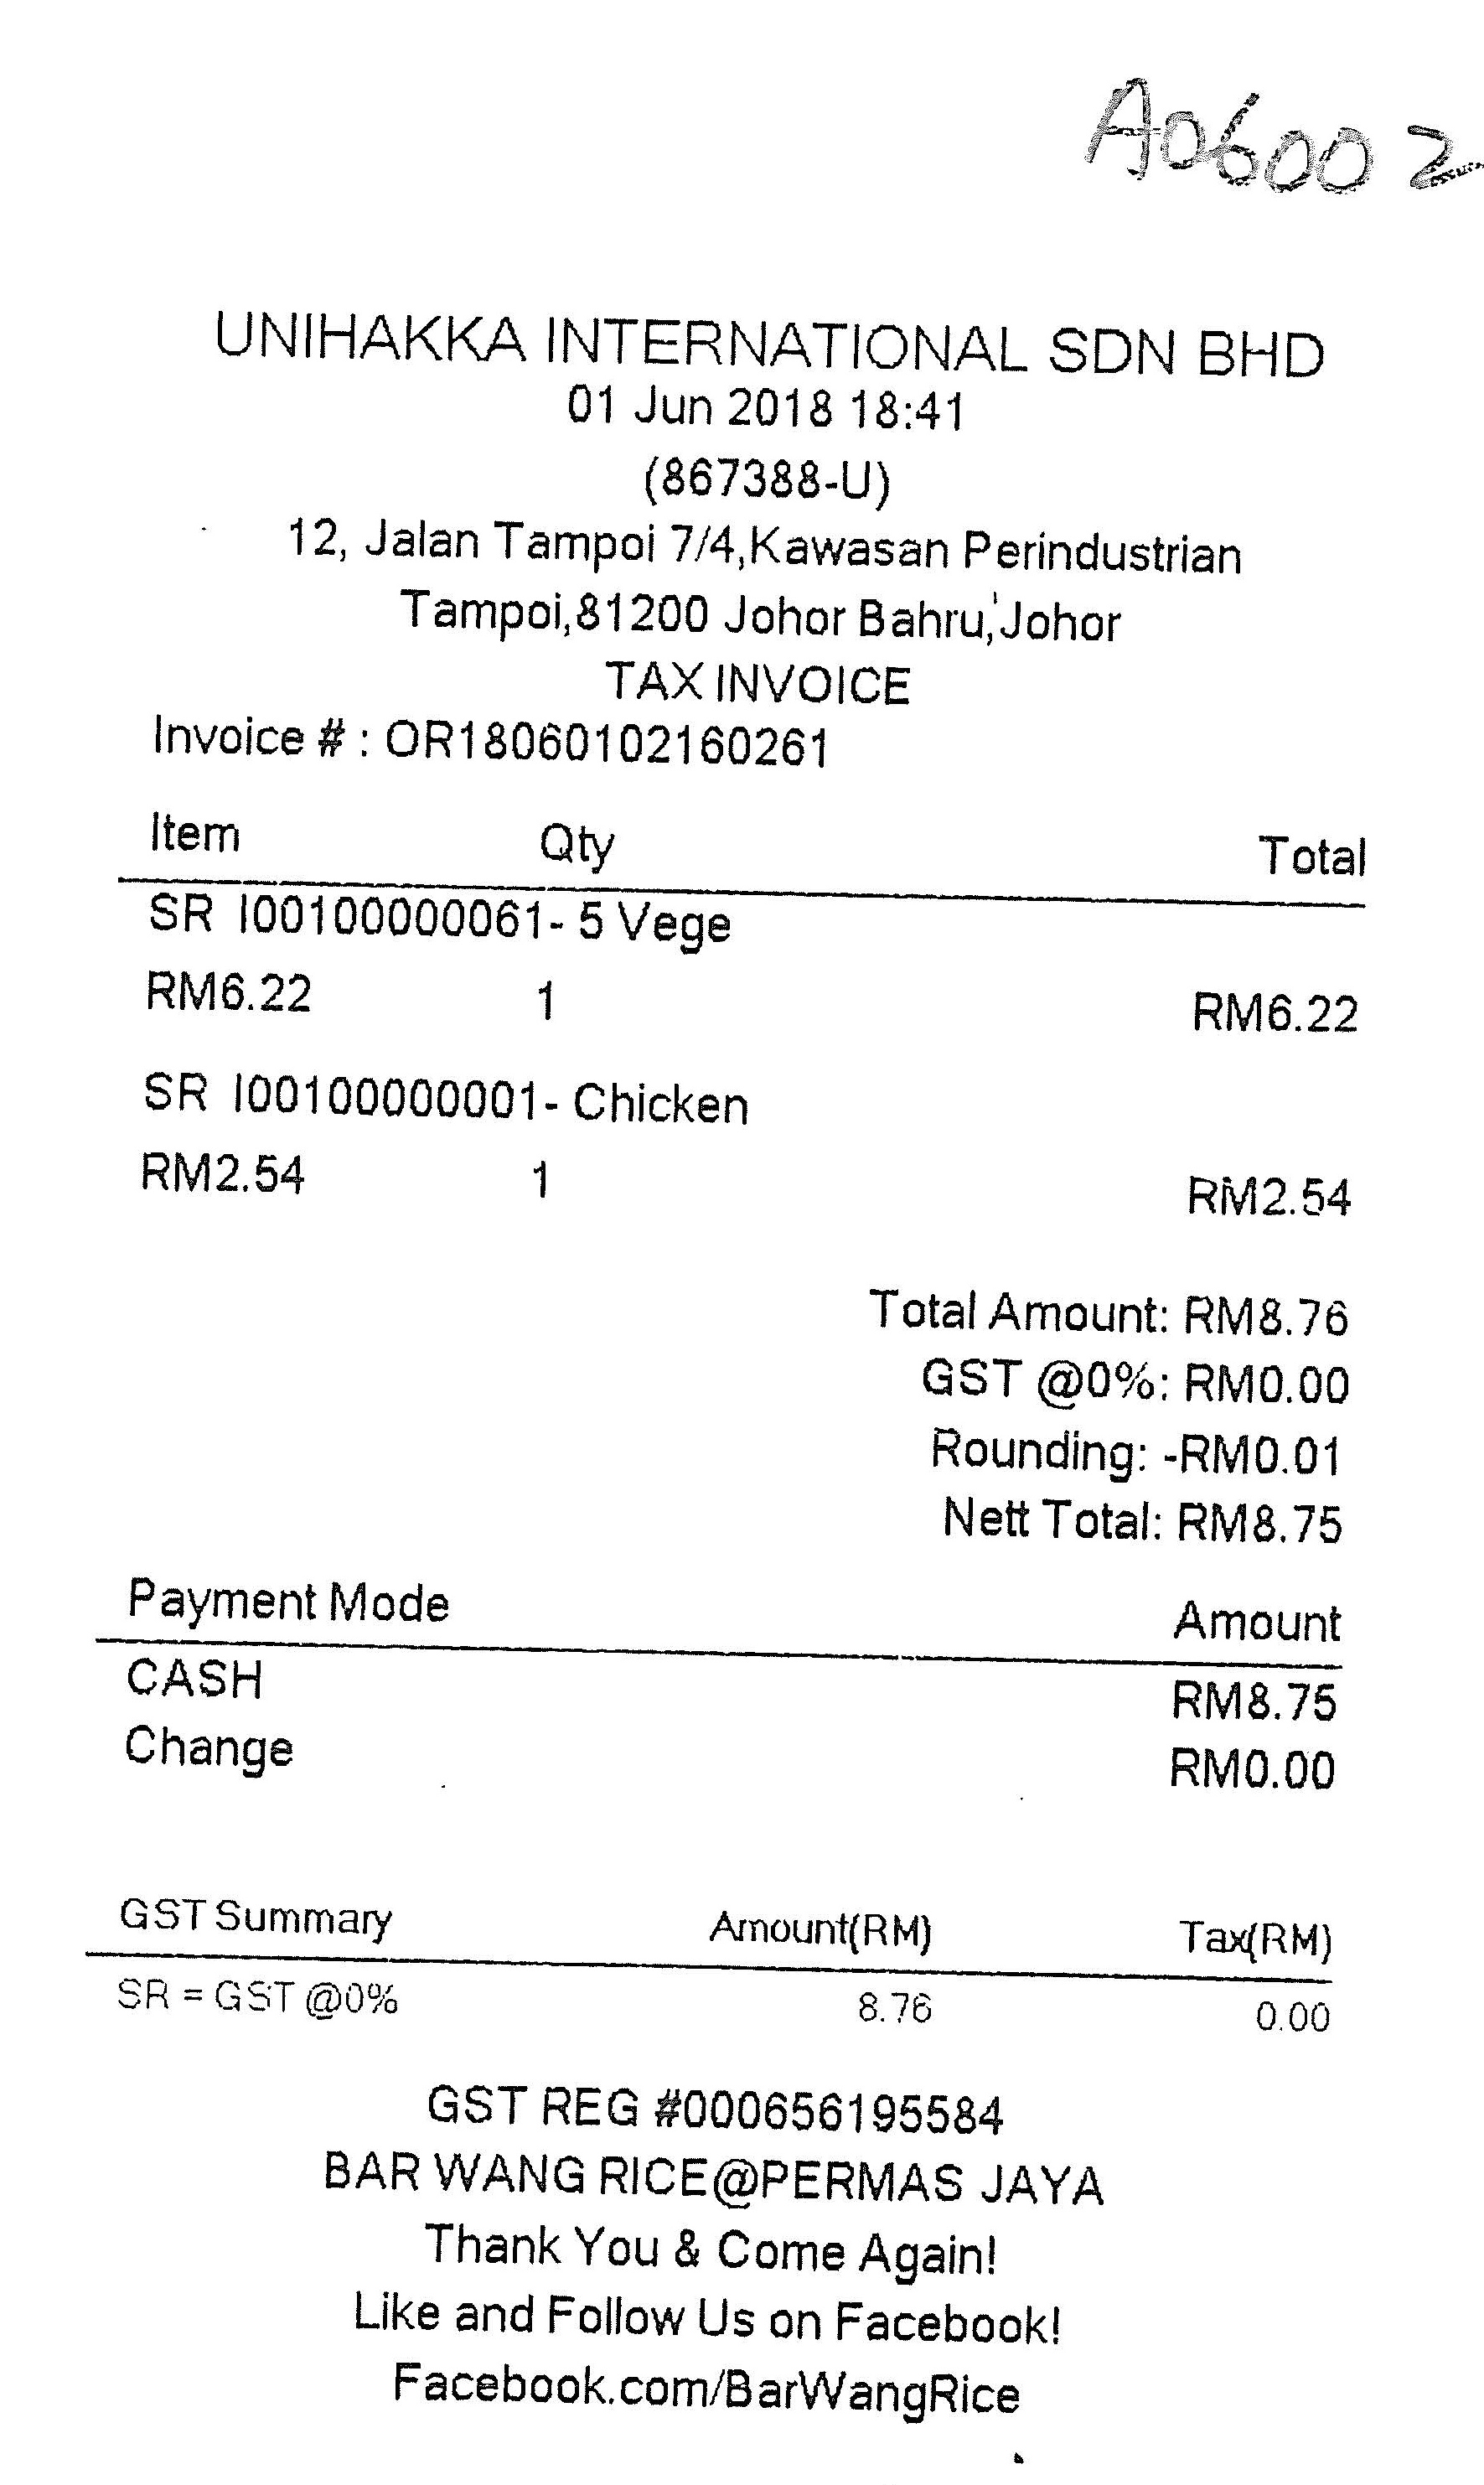 A06002
UNIHAKKA INTERNATIONAL SDN BHD
01 Jun 2018 18:41
(867388-U)
12, Jalan Tampoi 7/4,Kawasan Perindustrian
Tampoi,81200 Johor Bahru,Johor
TAX INVOICE
Invoice # : OR18060102160261
Item Qty Total
SR I00100000061- 5 Vege
RM6.22 1 RM6.22
SR I00100000001- Chicken
RM2.54 1 RM2.54
Total Amount: RM8.76
GST @0%: RM0.00
Rounding: -RM0.01
Nett Total: RM8.75
Payment Mode Amount
CASH RM8.75
Change RM0.00
GST Summary Amount(RM) Tax(RM)
SR = GST @0% 8.76 0.00
GST REG #000656195584
BAR WANG RICE@PERMAS JAYA
Thank You & Come Again!
Like and Follow Us on Facebook!
Facebook.com/BarWangRice